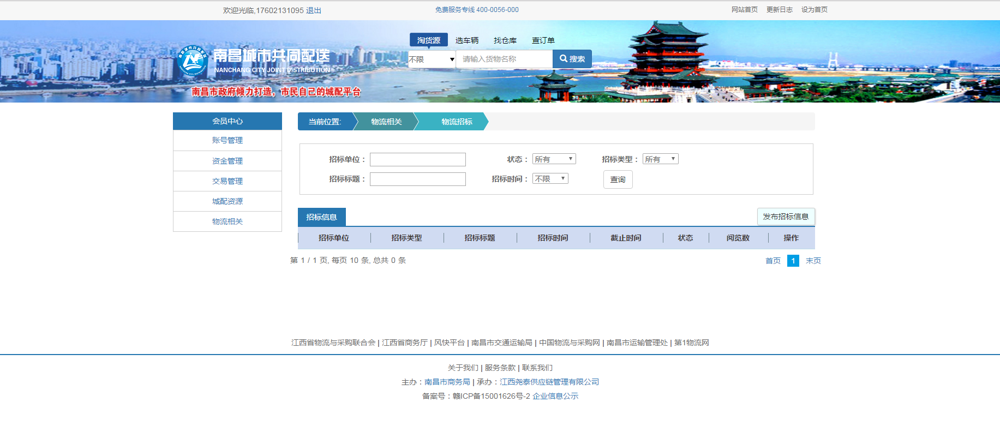 欢迎光临,17602131095 退出
免费服务专线 400-0056-000
网站首页 更新日志 设为首页
淘货源 选车辆 找仓库 查订单
不限 请输入货物名称 搜索
南昌城市共同配送
NANCHANG CITY JOINT DISTRIBUTION
南昌市政府倾力打造，市民自己的城配平台
会员中心
账号管理
资金管理
交易管理
城配资源
物流相关
当前位置: 物流相关 物流招标
招标单位： 状态： 所有 招标类型： 所有
招标标题： 招标时间： 不限 查询
招标信息 发布招标信息
招标单位 招标类型 招标标题 招标时间 截止时间 状态 阅览数 操作
第 1 / 1 页, 每页 10 条, 总共 0 条 首页 1 末页
江西省物流与采购联合会 | 江西省商务厅 | 风快平台 | 南昌市交通运输局 | 中国物流与采购网 | 南昌市运输管理处 | 第1物流网
关于我们 | 服务条款 | 联系我们
主办：南昌市商务局 | 承办：江西尧泰供应链管理有限公司
备案号：赣ICP备15001626号-2 企业信息公示